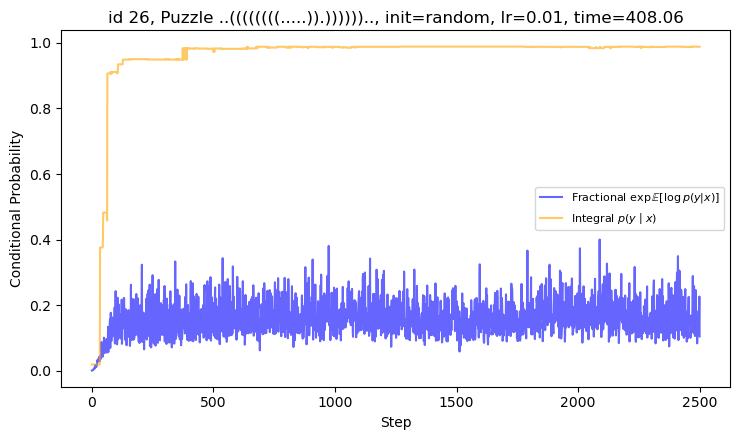 id 26, Puzzle ..((((((((.....)).)))))).., init=random, lr=0.01, time=408.06
Conditional Probability
1.0
0.8
0.6
0.4
0.2
0.0
Fractional exp𝔼[log p(y|x)]
Integral p(y | x)
0
500
1000
1500
2000
2500
Step